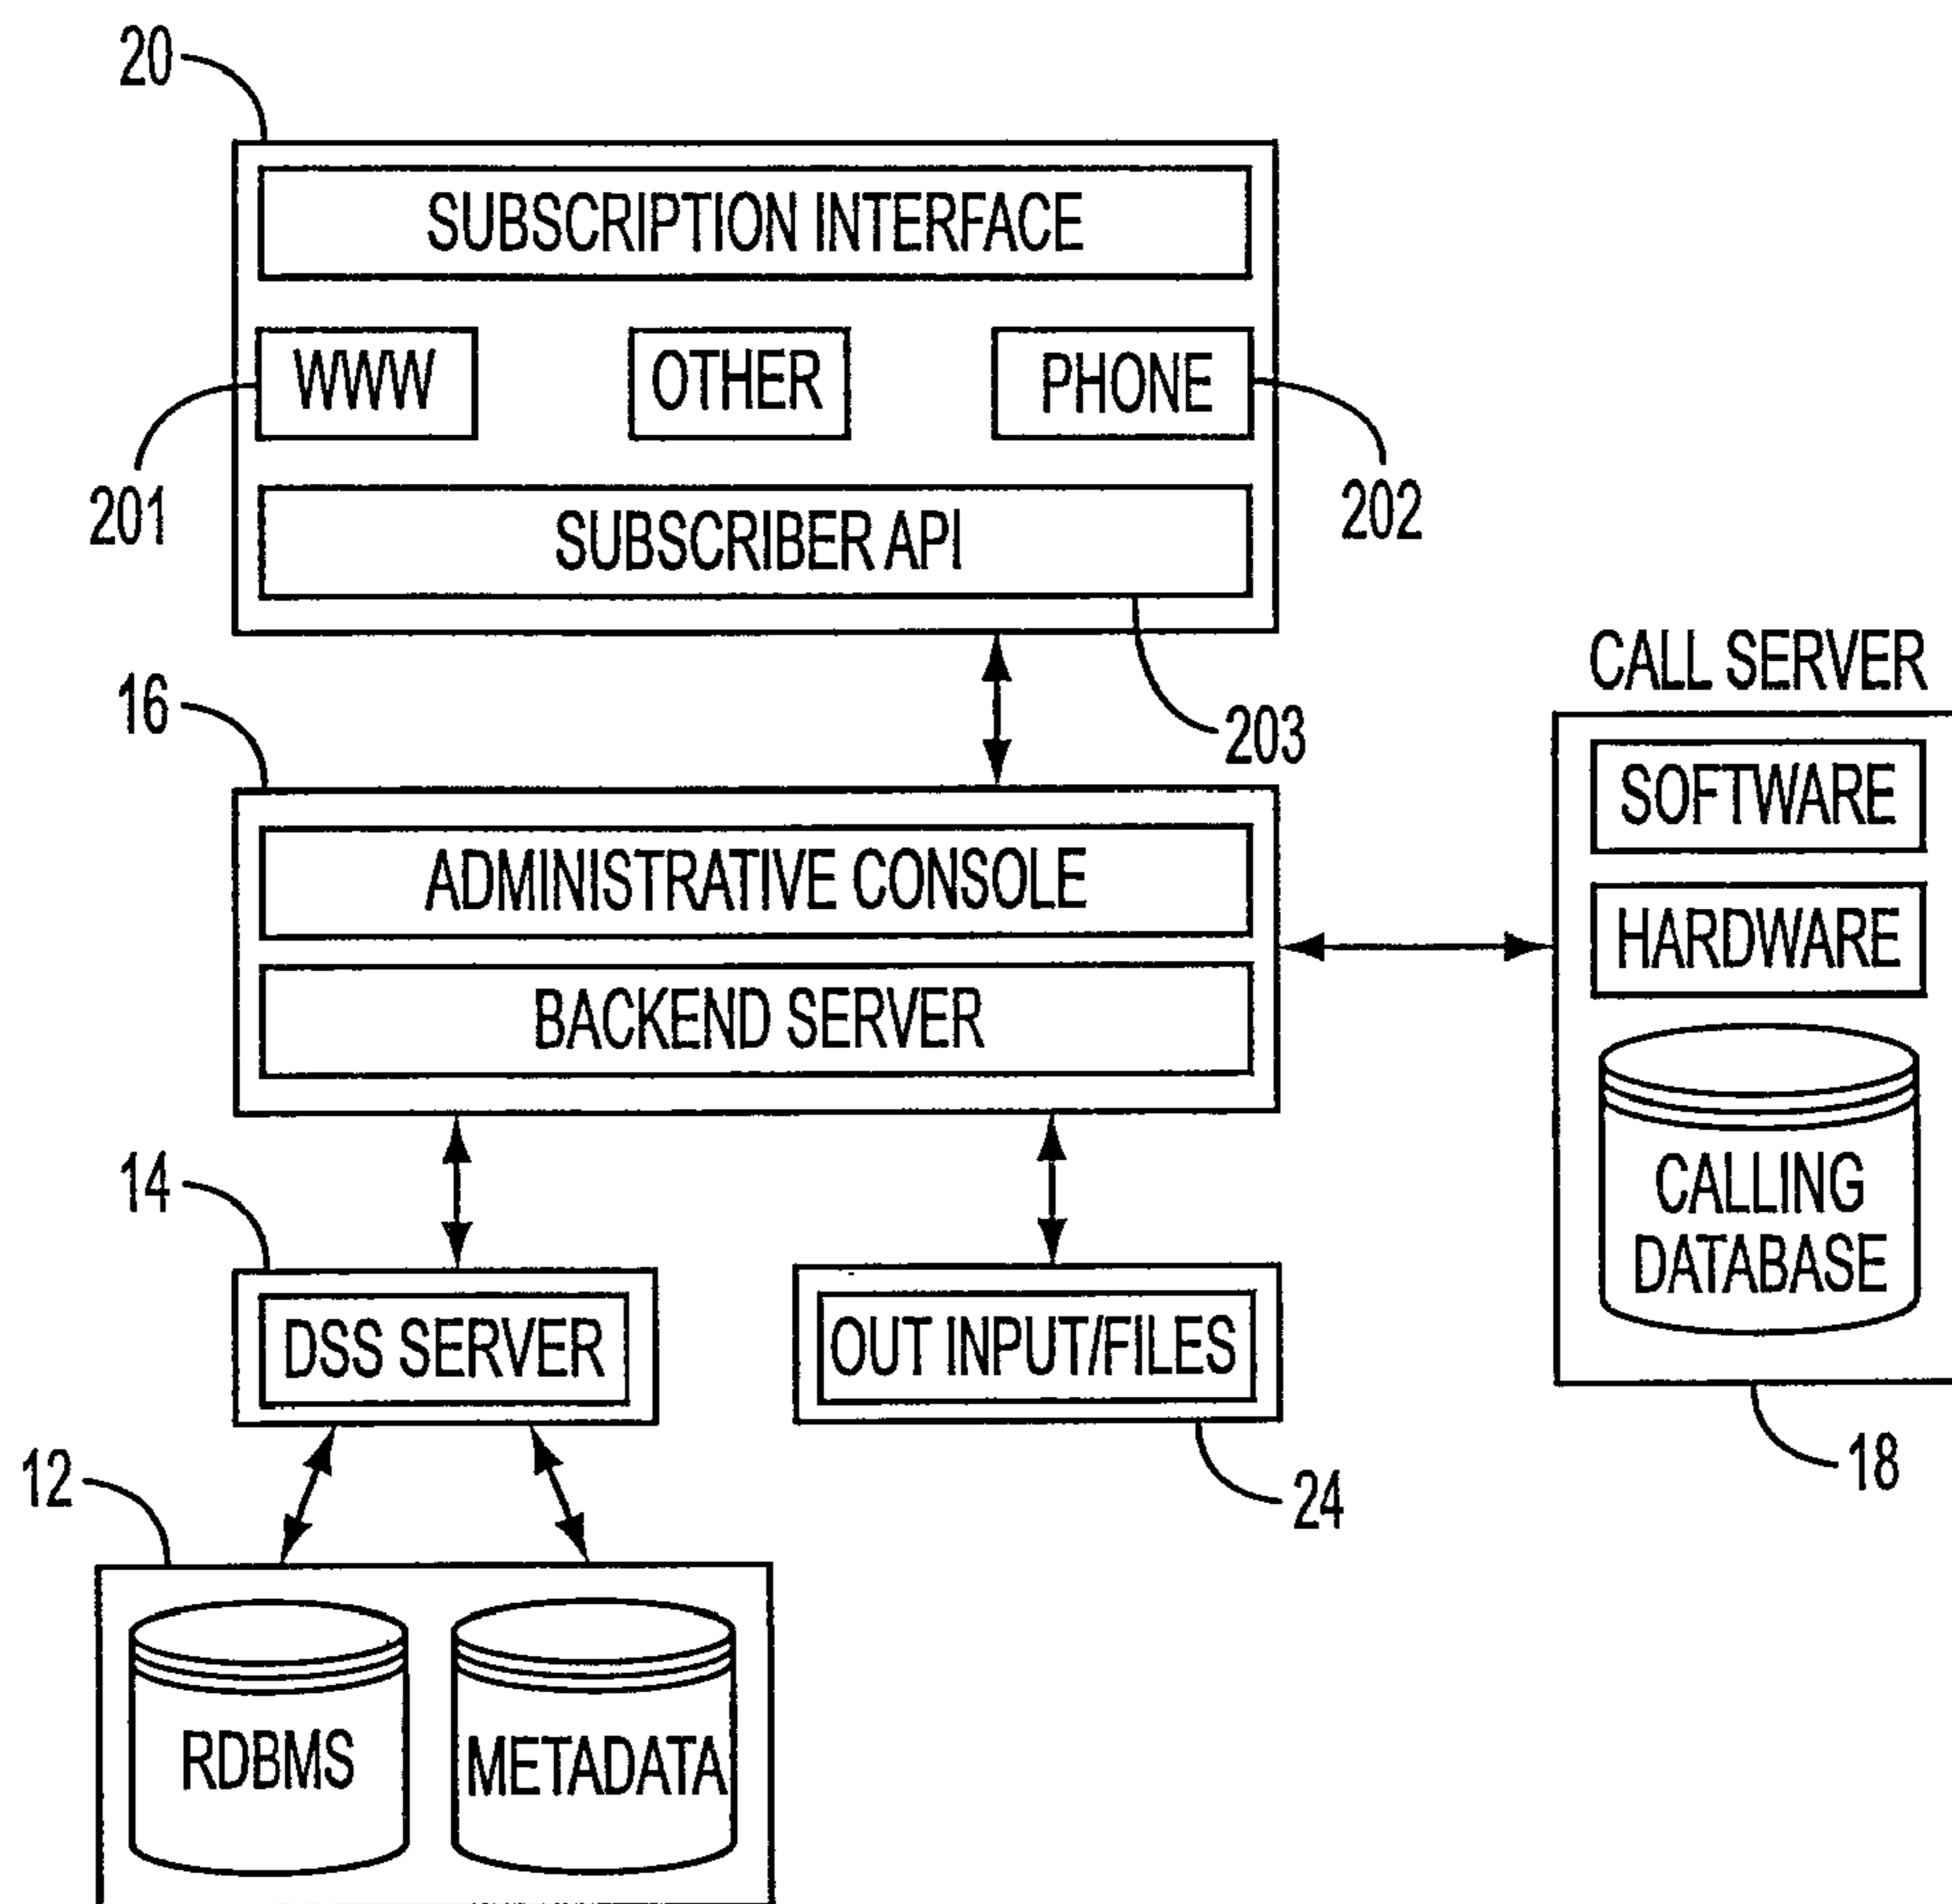 20
SUBSCRIPTION INTERFACE
WWW
OTHER
PHONE
201
202
SUBSCRIBER API
203
16
ADMINISTRATIVE CONSOLE
BACKEND SERVER
CALL SERVER
SOFTWARE
HARDWARE
CALLING
DATABASE
18
14
DSS SERVER
OUT INPUT/FILES
24
12
RDBMS
METADATA